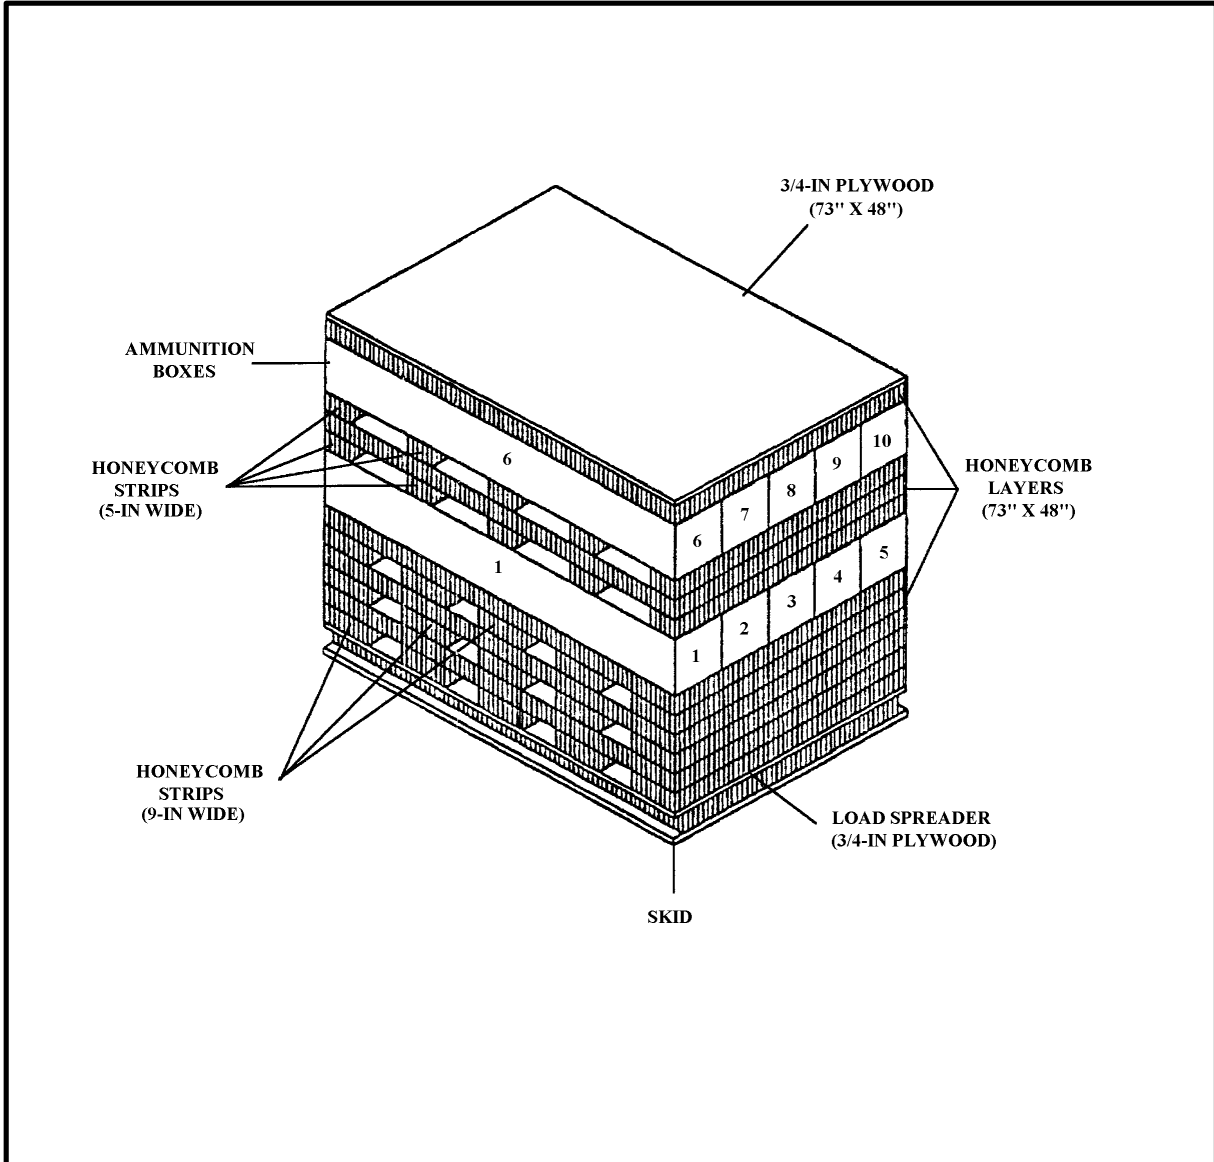 3/4-IN PLYWOOD
(73" X 48")
AMMUNITION
BOXES
HONEYCOMB
STRIPS
(5-IN WIDE)
HONEYCOMB
LAYERS
(73" X 48")
6
1
6
7
8
9
10
1
2
3
4
5
HONEYCOMB
STRIPS
(9-IN WIDE)
LOAD SPREADER
(3/4-IN PLYWOOD)
SKID